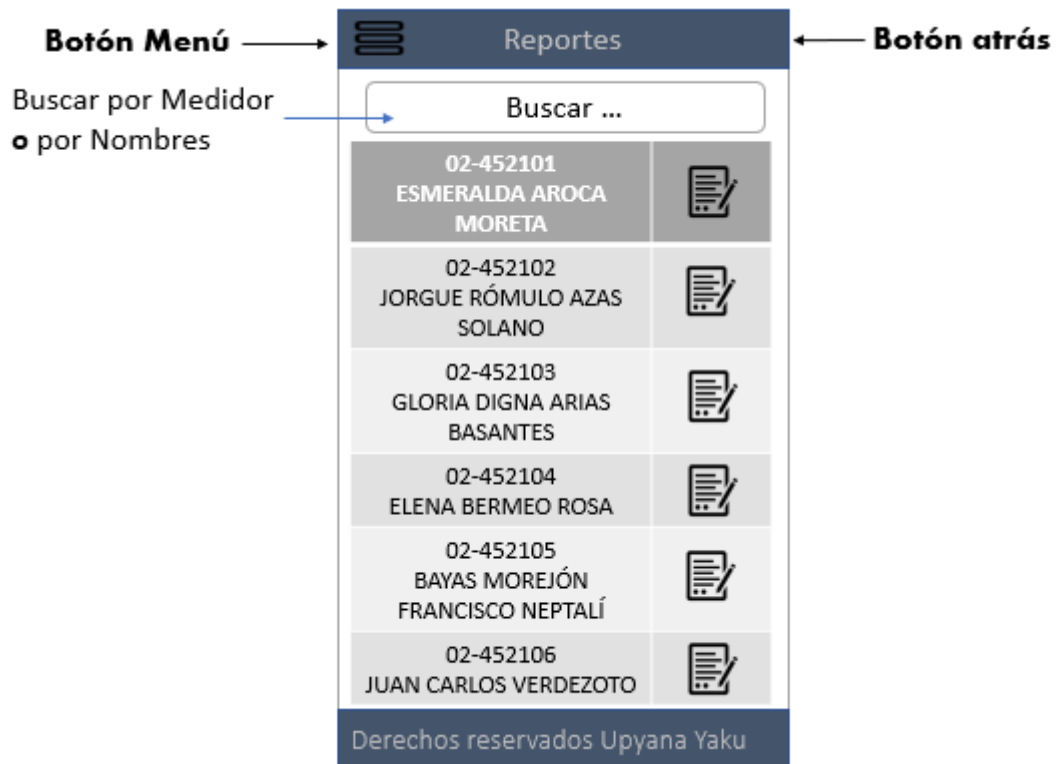 Botón Menú
Reportes
Botón atrás
Buscar por Medidor
o por Nombres
Buscar ...
02-452101
ESMERALDA AROCA
MORETA
02-452102
JORGUE RÓMULO AZAS
SOLANO
02-452103
GLORIA DIGNA ARIAS
BASANTES
02-452104
ELENA BERMEO ROSA
02-452105
BAYAS MOREJÓN
FRANCISCO NEPTALÍ
02-452106
JUAN CARLOS VERDEZOTO
Derechos reservados Upyana Yaku